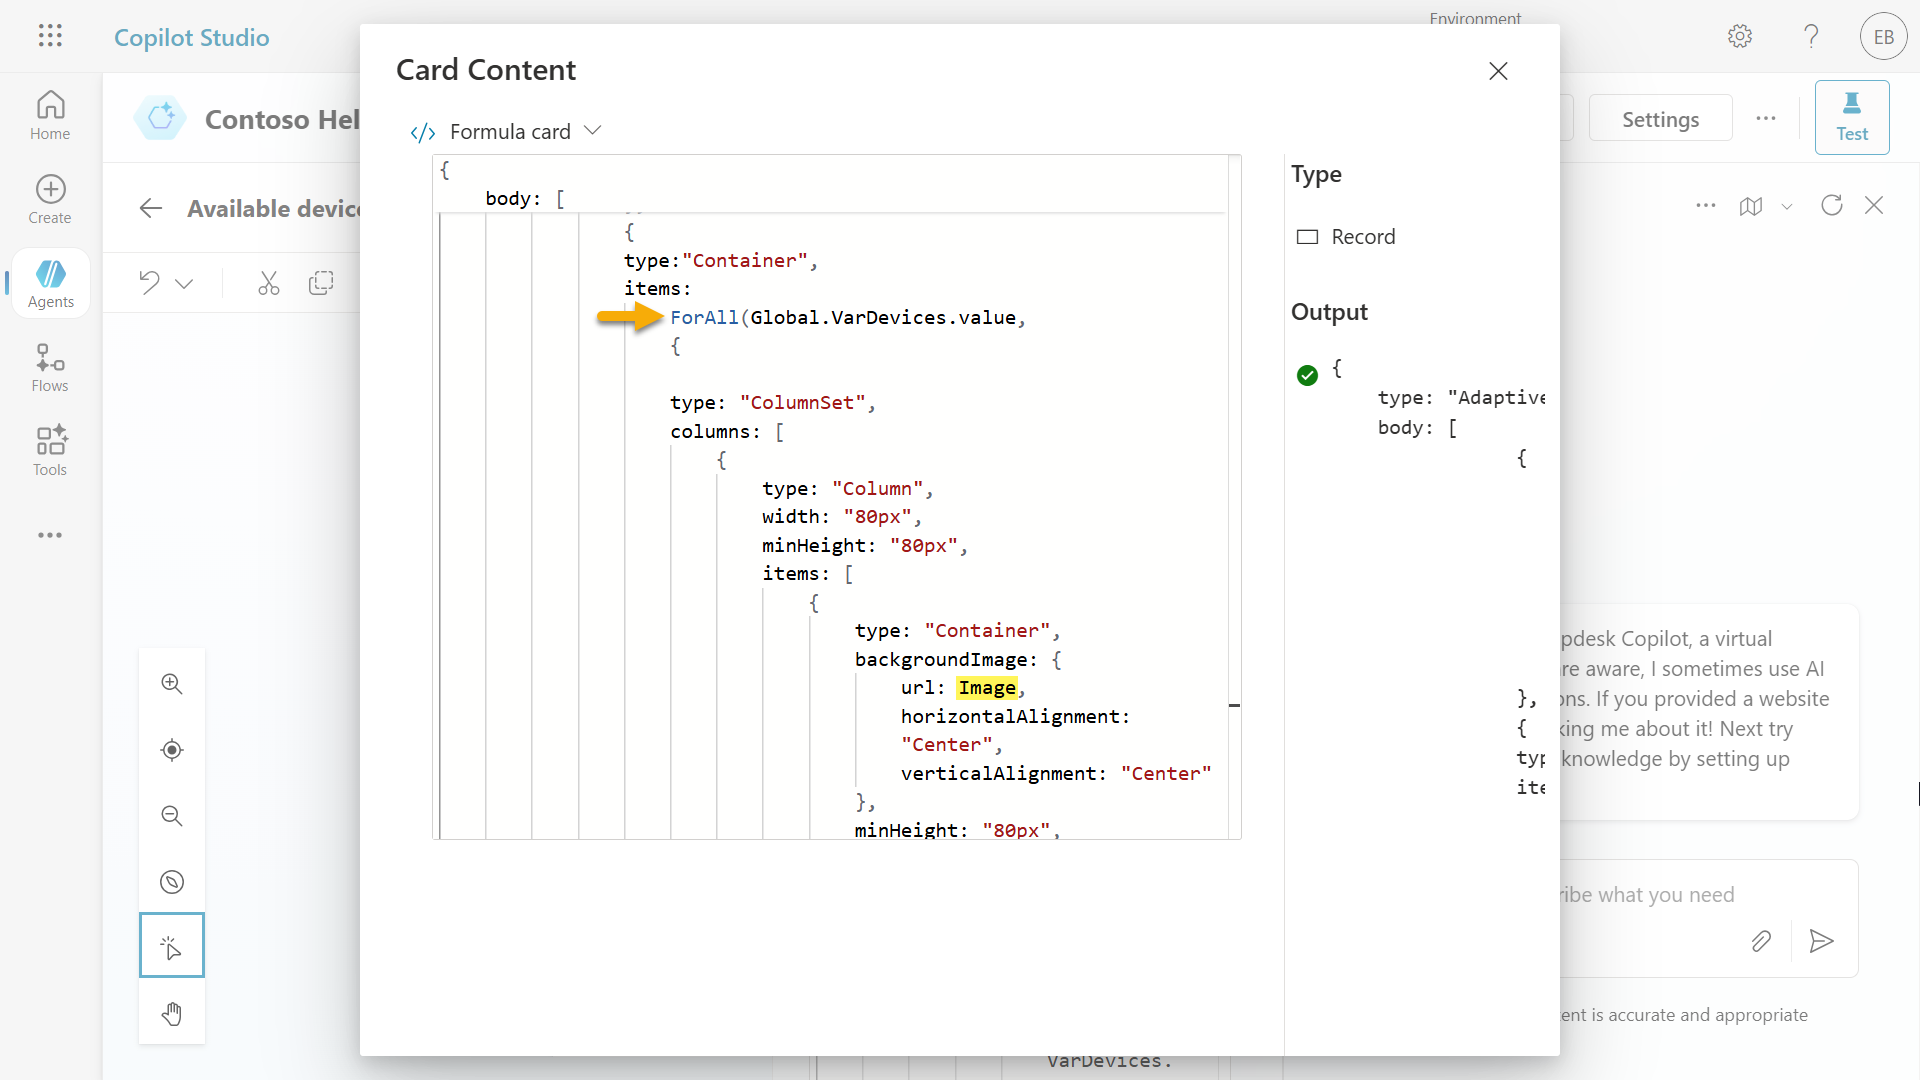 Copilot Studio
Environment
EB
Home
Create
Agents
Flows
Tools
Contoso Hel
Settings
Test
Available device
Card Content
Formula card
{
body: [
{
type:"Container",
items:
ForAll(Global.VarDevices.value,
{
type: "ColumnSet",
columns: [
{
type: "Column",
width: "80px",
minHeight: "80px",
items: [
{
type: "Container",
backgroundImage: {
url: Image,
horizontalAlignment:
"Center",
verticalAlignment: "Center"
},
minHeight: "80px",
Type
Record
Output
{
type: "Adaptive
body: [
{
},
{
typ
ite
pdesk Copilot, a virtual
re aware, I sometimes use AI
ons. If you provided a website
king me about it! Next try
knowledge by setting up
ribe what you need
ent is accurate and appropriate
VarDevices.